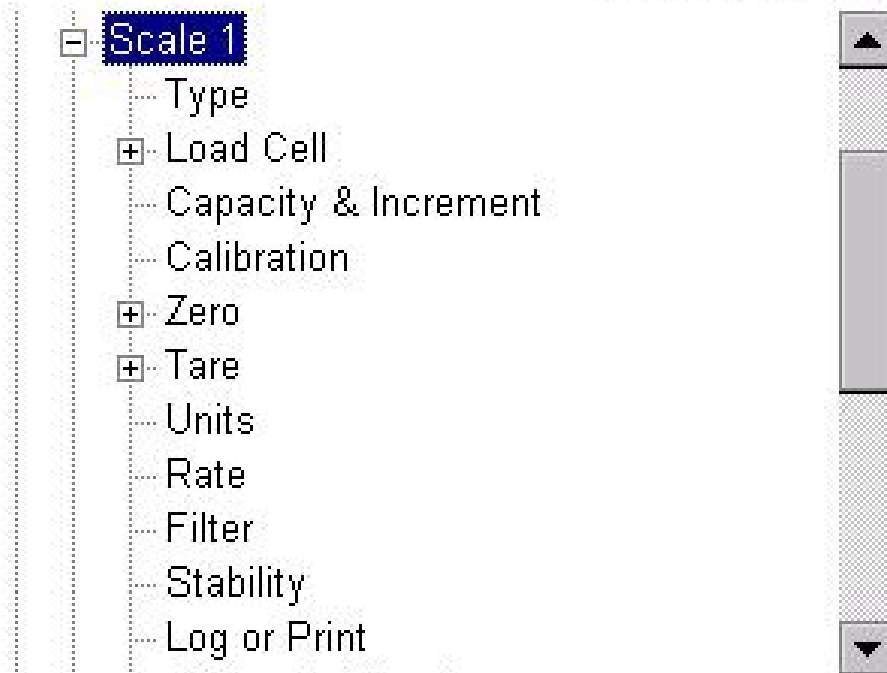 Scale 1
Type
Load Cell
Capacity & Increment
Calibration
Zero
Tare
Units
Rate
Filter
Stability
Log or Print